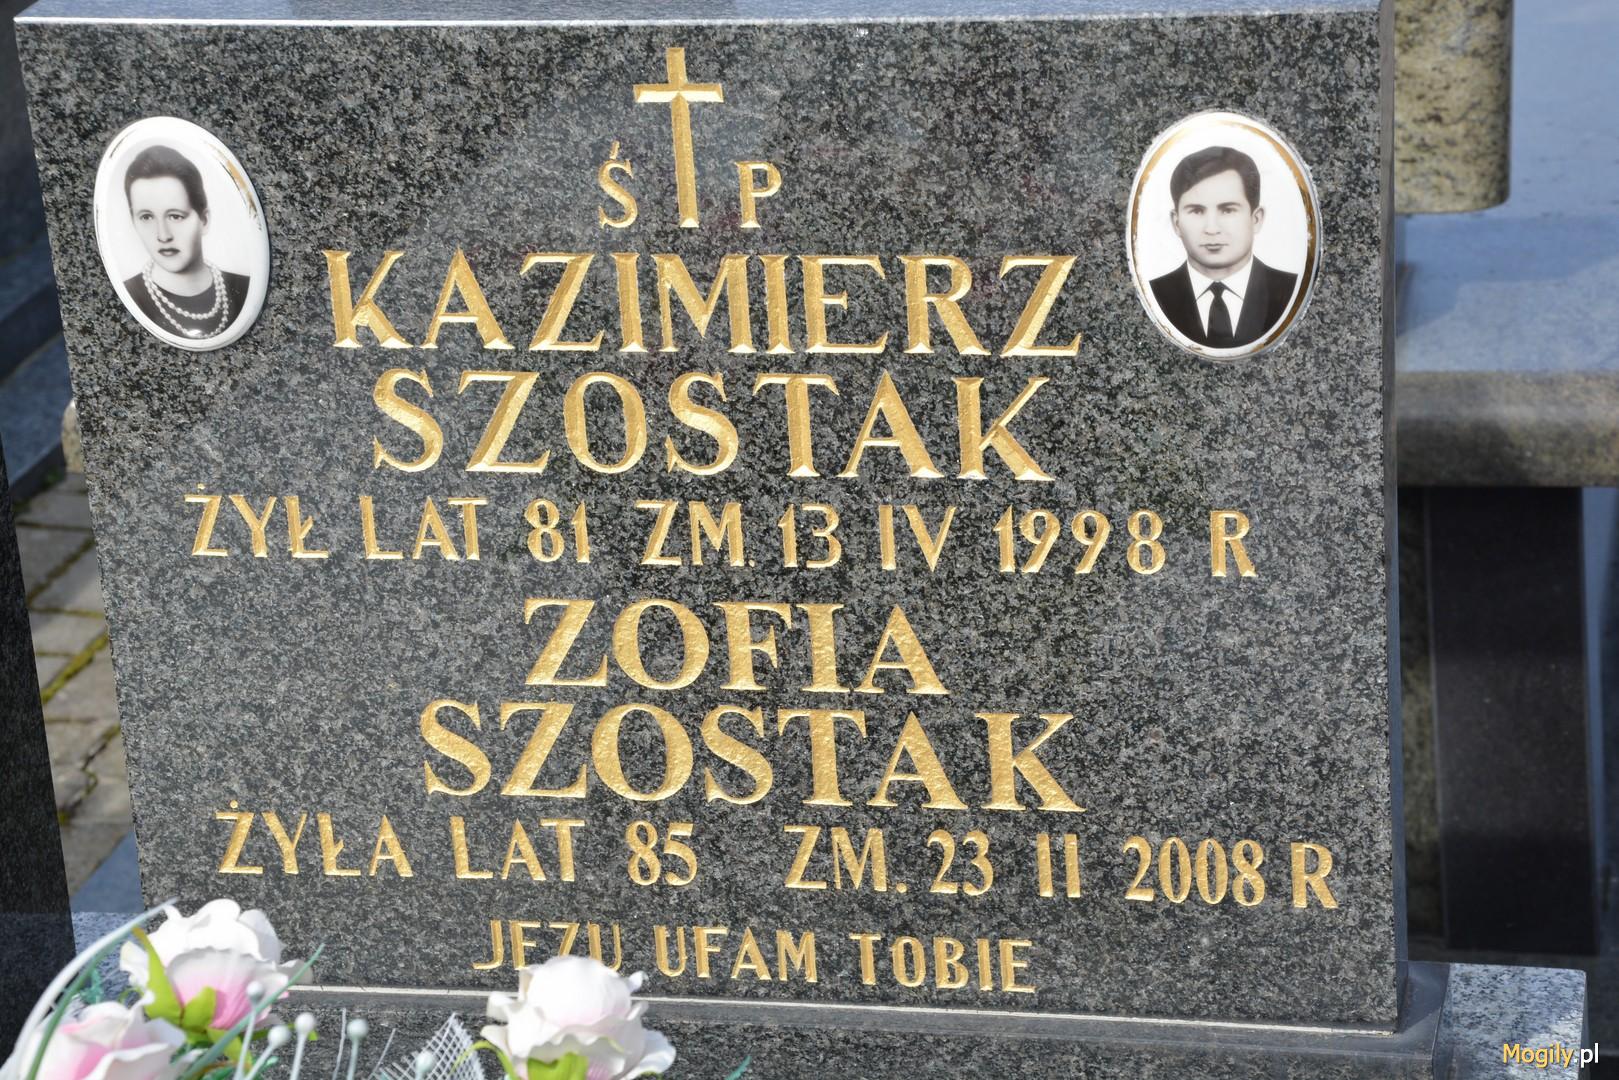 Ś P
KAZIMIERZ
SZOSTAK
ŻYŁ LAT 81 ZM. 13 IV 1998 R
ZOFIA
SZOSTAK
ŻYŁA LAT 85 ZM. 23 II 2008 R
JEZU UFAM TOBIE
Mogily.pl